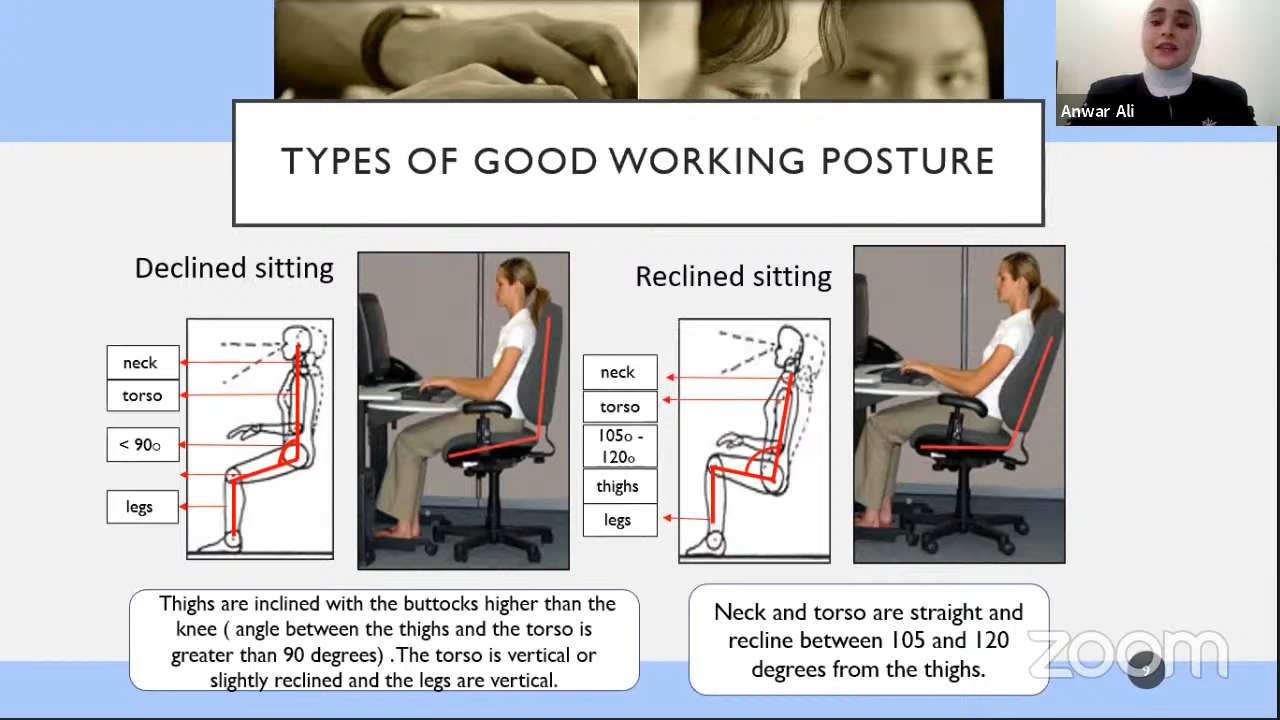 Anwar Ali
TYPES OF GOOD WORKING POSTURE
Declined sitting
neck
torso
< 90o
legs
Thighs are inclined with the buttocks higher than the
knee ( angle between the thighs and the torso is
greater than 90 degrees) .The torso is vertical or
slightly reclined and the legs are vertical.
Reclined sitting
neck
torso
105o -
120o
thighs
legs
Neck and torso are straight and
recline between 105 and 120
degrees from the thighs.
zoom
9